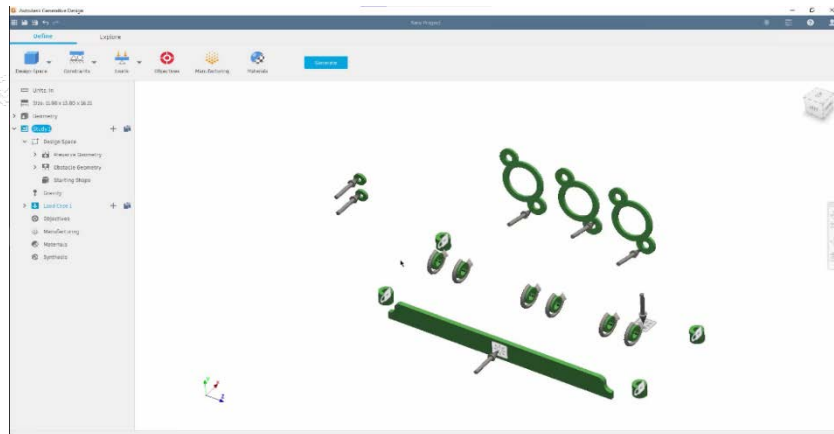 Autodesk Generative Design
New Project
Define
Explore
Design Space
Constraints
Loads
Objectives
Manufacturing
Materials
Generate
Units: in
Geometry
Study 1
Design Space
Preserve Geometry
Obstacle Geometry
Starting Shape
Gravity
Load Case 1
Objectives
Manufacturing
Materials
Synthesis